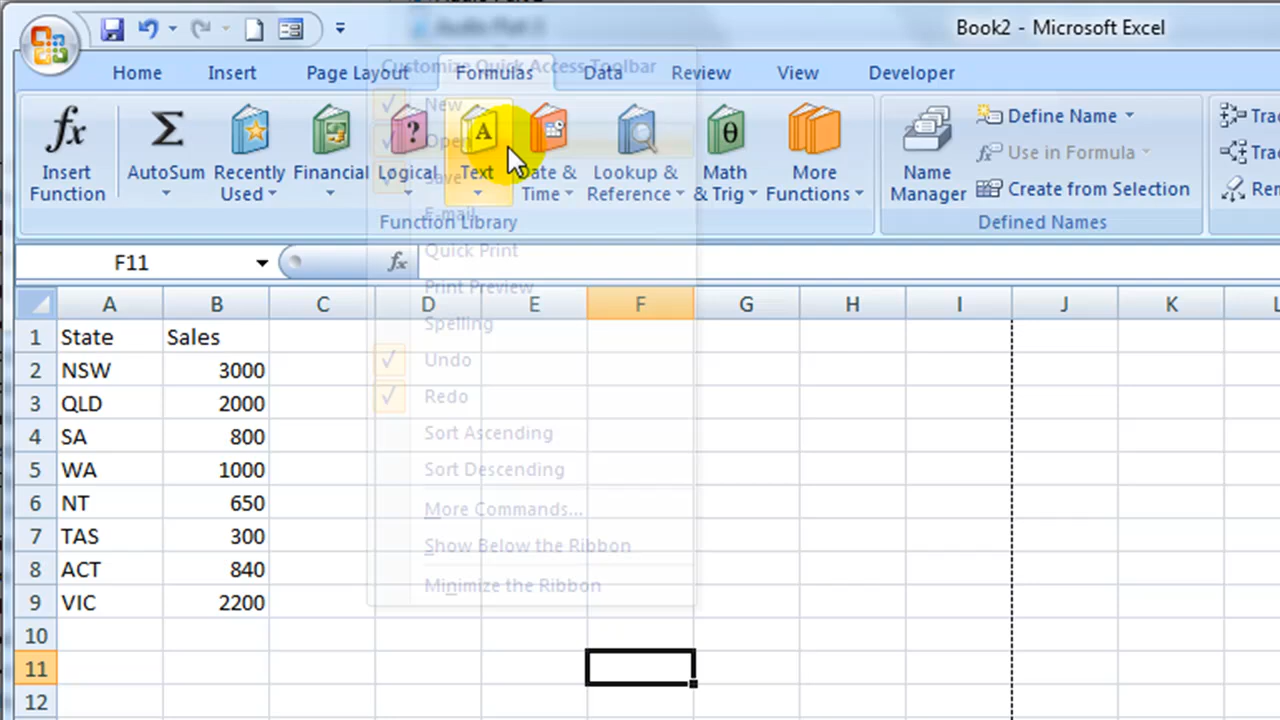 Book2 - Microsoft Excel
Home Insert Page Layout Formulas Data Review View Developer
Customize Quick Access Toolbar
New
Open
Save
E-mail
Quick Print
Print Preview
Spelling
Undo
Redo
Sort Ascending
Sort Descending
More Commands...
Show Below the Ribbon
Minimize the Ribbon
fx Σ ? A θ
Insert Function
AutoSum
Recently Used
Financial
Logical
Text
Date & Time
Lookup & Reference
Math & Trig
More Functions
Function Library
Name Manager
Define Name
Use in Formula
Create from Selection
Defined Names
F11 fx
A B C D E F G H I J K L
1 State Sales
2 NSW 3000
3 QLD 2000
4 SA 800
5 WA 1000
6 NT 650
7 TAS 300
8 ACT 840
9 VIC 2200
10
11
12